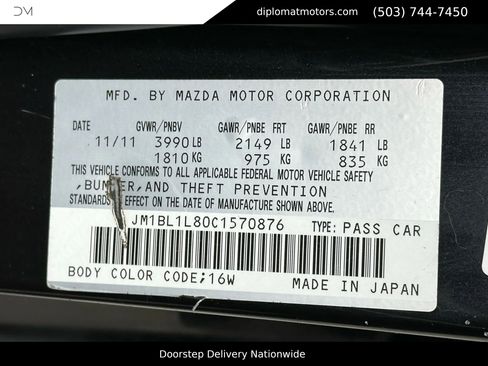 DM
diplomatmotors.com (503) 744-7450
MFD. BY MAZDA MOTOR CORPORATION
DATE GVWR/PNBV GAWR/PNBE FRT GAWR/PNBE RR
11/11 3990 LB 2149 LB 1841 LB
1810 KG 975 KG 835 KG
THIS VEHICLE CONFORMS TO ALL APPLICABLE FEDERAL MOTOR VEHICLE SAFETY
,BUMPER,AND THEFT PREVENTION
STANDARDS IN EFFECT ON THE DATE OF MANUFACTURE SHOWN ABOVE.
JM1BL1L80C1570876 TYPE: PASS CAR
BODY COLOR CODE;16W MADE IN JAPAN
Doorstep Delivery Nationwide